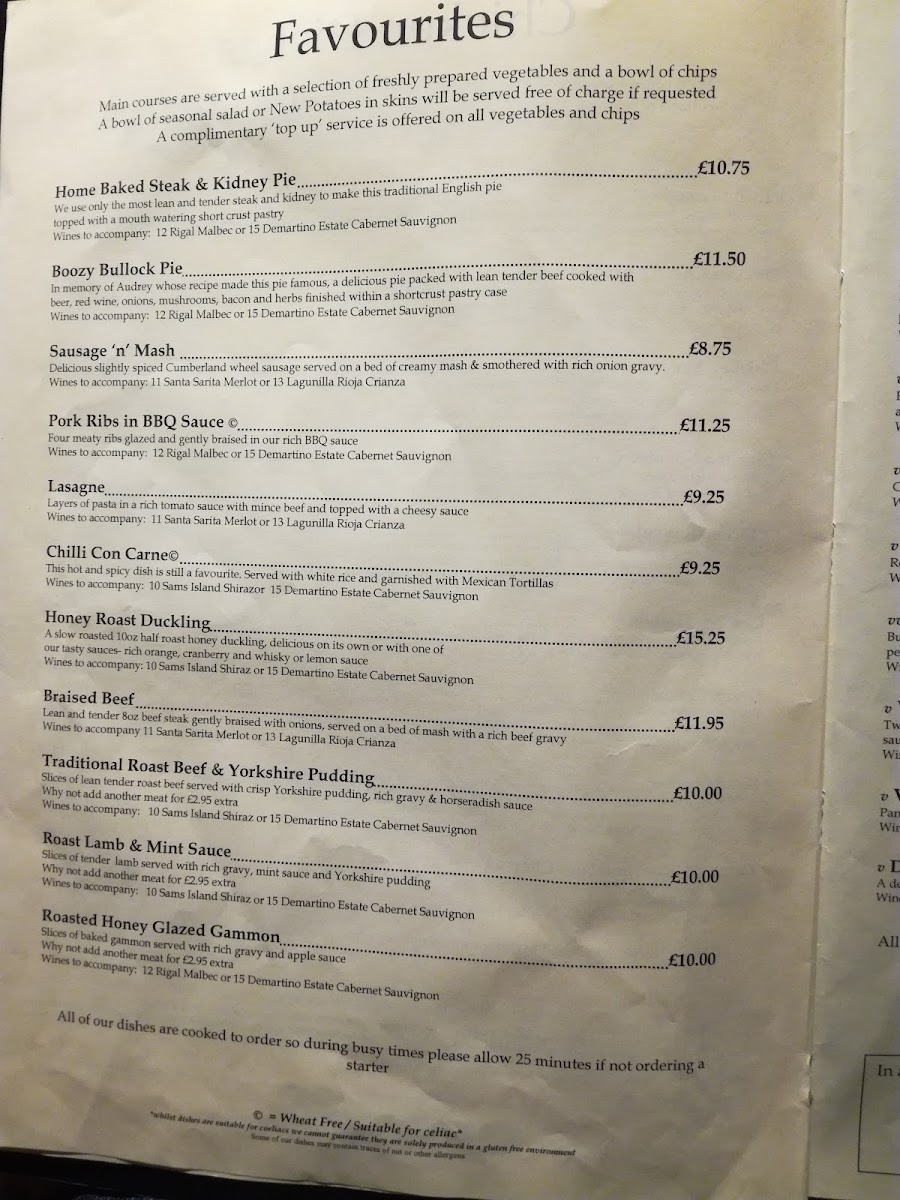 Favourites
Main courses are served with a selection of freshly prepared vegetables and a bowl of chips
A bowl of seasonal salad or New Potatoes in skins will be served free of charge if requested
A complimentary ‘top up’ service is offered on all vegetables and chips
Home Baked Steak & Kidney Pie £10.75
We use only the most lean and tender steak and kidney to make this traditional English pie
topped with a mouth watering short crust pastry
Wines to accompany: 12 Rigal Malbec or 15 Demartino Estate Cabernet Sauvignon
Boozy Bullock Pie £11.50
In memory of Audrey whose recipe made this pie famous, a delicious pie packed with lean tender beef cooked with
beer, red wine, onions, mushrooms, bacon and herbs finished within a shortcrust pastry case
Wines to accompany: 12 Rigal Malbec or 15 Demartino Estate Cabernet Sauvignon
Sausage ‘n’ Mash £8.75
Delicious slightly spiced Cumberland wheel sausage served on a bed of creamy mash & smothered with rich onion gravy.
Wines to accompany: 11 Santa Sarita Merlot or 13 Lagunilla Rioja Crianza
Pork Ribs in BBQ Sauce © £11.25
Four meaty ribs glazed and gently braised in our rich BBQ sauce
Wines to accompany: 12 Rigal Malbec or 15 Demartino Estate Cabernet Sauvignon
Lasagne £9.25
Layers of pasta in a rich tomato sauce with mince beef and topped with a cheesy sauce
Wines to accompany: 11 Santa Sarita Merlot or 13 Lagunilla Rioja Crianza
Chilli Con Carne© £9.25
This hot and spicy dish is still a favourite. Served with white rice and garnished with Mexican Tortillas
Wines to accompany: 10 Sams Island Shirazor 15 Demartino Estate Cabernet Sauvignon
Honey Roast Duckling £15.25
A slow roasted 10oz half roast honey duckling, delicious on its own or with one of
our tasty sauces- rich orange, cranberry and whisky or lemon sauce
Wines to accompany: 10 Sams Island Shiraz or 15 Demartino Estate Cabernet Sauvignon
Braised Beef £11.95
Lean and tender 8oz beef steak gently braised with onions, served on a bed of mash with a rich beef gravy
Wines to accompany 11 Santa Sarita Merlot or 13 Lagunilla Rioja Crianza
Traditional Roast Beef & Yorkshire Pudding £10.00
Slices of lean tender roast beef served with crisp Yorkshire pudding, rich gravy & horseradish sauce
Why not add another meat for £2.95 extra
Wines to accompany: 10 Sams Island Shiraz or 15 Demartino Estate Cabernet Sauvignon
Roast Lamb & Mint Sauce £10.00
Slices of tender lamb served with rich gravy, mint sauce and Yorkshire pudding
Why not add another meat for £2.95 extra
Wines to accompany: 10 Sams Island Shiraz or 15 Demartino Estate Cabernet Sauvignon
Roasted Honey Glazed Gammon £10.00
Slices of baked gammon served with rich gravy and apple sauce
Why not add another meat for £2.95 extra
Wines to accompany: 12 Rigal Malbec or 15 Demartino Estate Cabernet Sauvignon
All of our dishes are cooked to order so during busy times please allow 25 minutes if not ordering a
starter
© = Wheat Free / Suitable for celiac*
*whilst dishes are suitable for coeliacs we cannot guarantee they are solely produced in a gluten free environment
Some of our dishes may contain traces of nut or other allergens
All
In